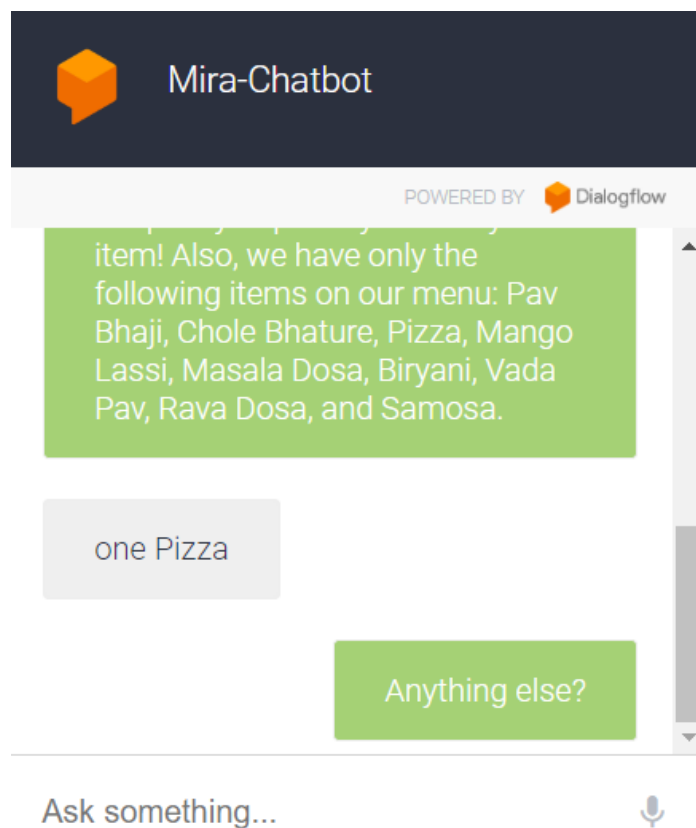 Mira-Chatbot
POWERED BY Dialogflow
item! Also, we have only the
following items on our menu: Pav
Bhaji, Chole Bhature, Pizza, Mango
Lassi, Masala Dosa, Biryani, Vada
Pav, Rava Dosa, and Samosa.
one Pizza
Anything else?
Ask something...